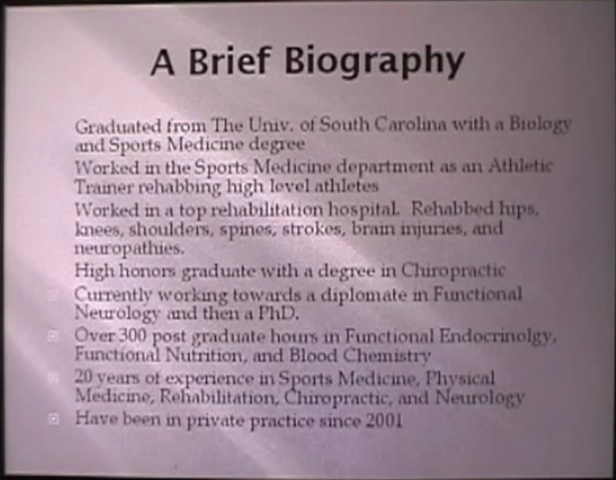 A Brief Biography
Graduated from The Univ. of South Carolina with a Biology
and Sports Medicine degree
Worked in the Sports Medicine department as an Athletic
Trainer rehabbing high level athletes
Worked in a top rehabilitation hospital. Rehabbed hips,
knees, shoulders, spines, strokes, brain injuries, and
neuropathies.
High honors graduate with a degree in Chiropractic
Currently working towards a diplomate in Functional
Neurology and then a PhD.
Over 300 post graduate hours in Functional Endocrinolgy,
Functional Nutrition, and Blood Chemistry
20 years of experience in Sports Medicine, Physical
Medicine, Rehabilitation, Chiropractic, and Neurology
Have been in private practice since 2001